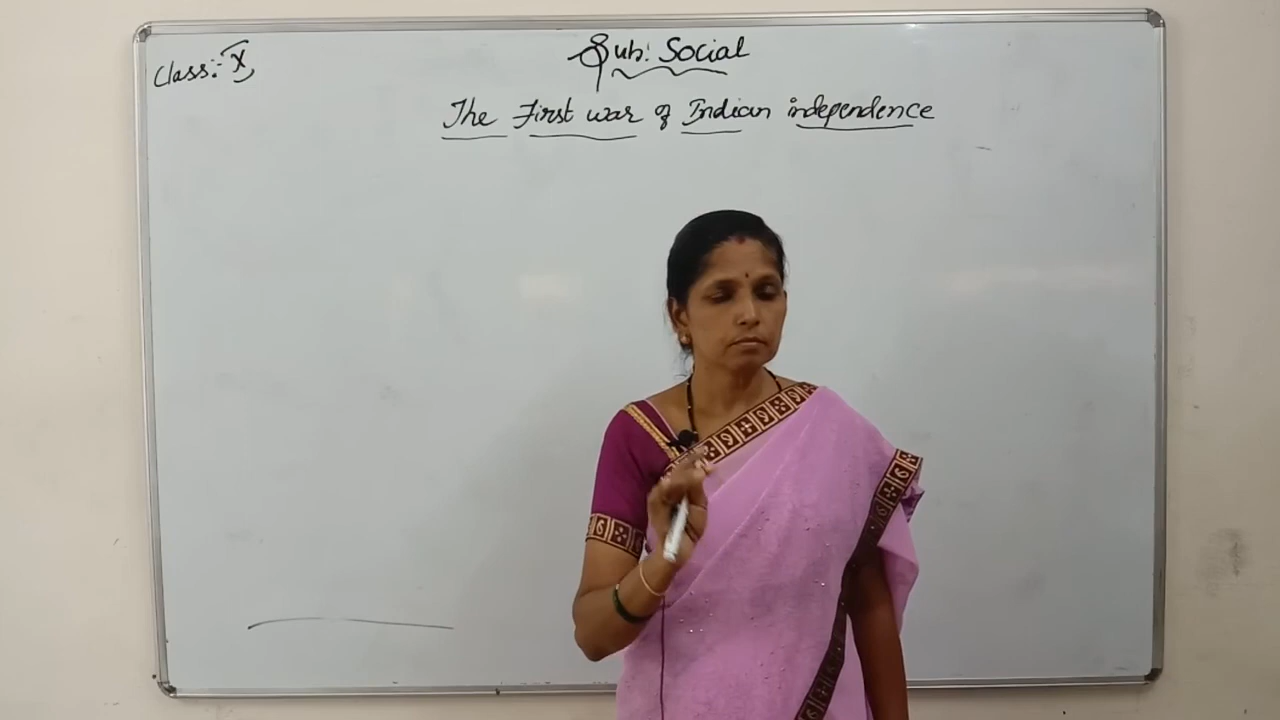 Class:- X
Sub: Social
The First war of Indian independence